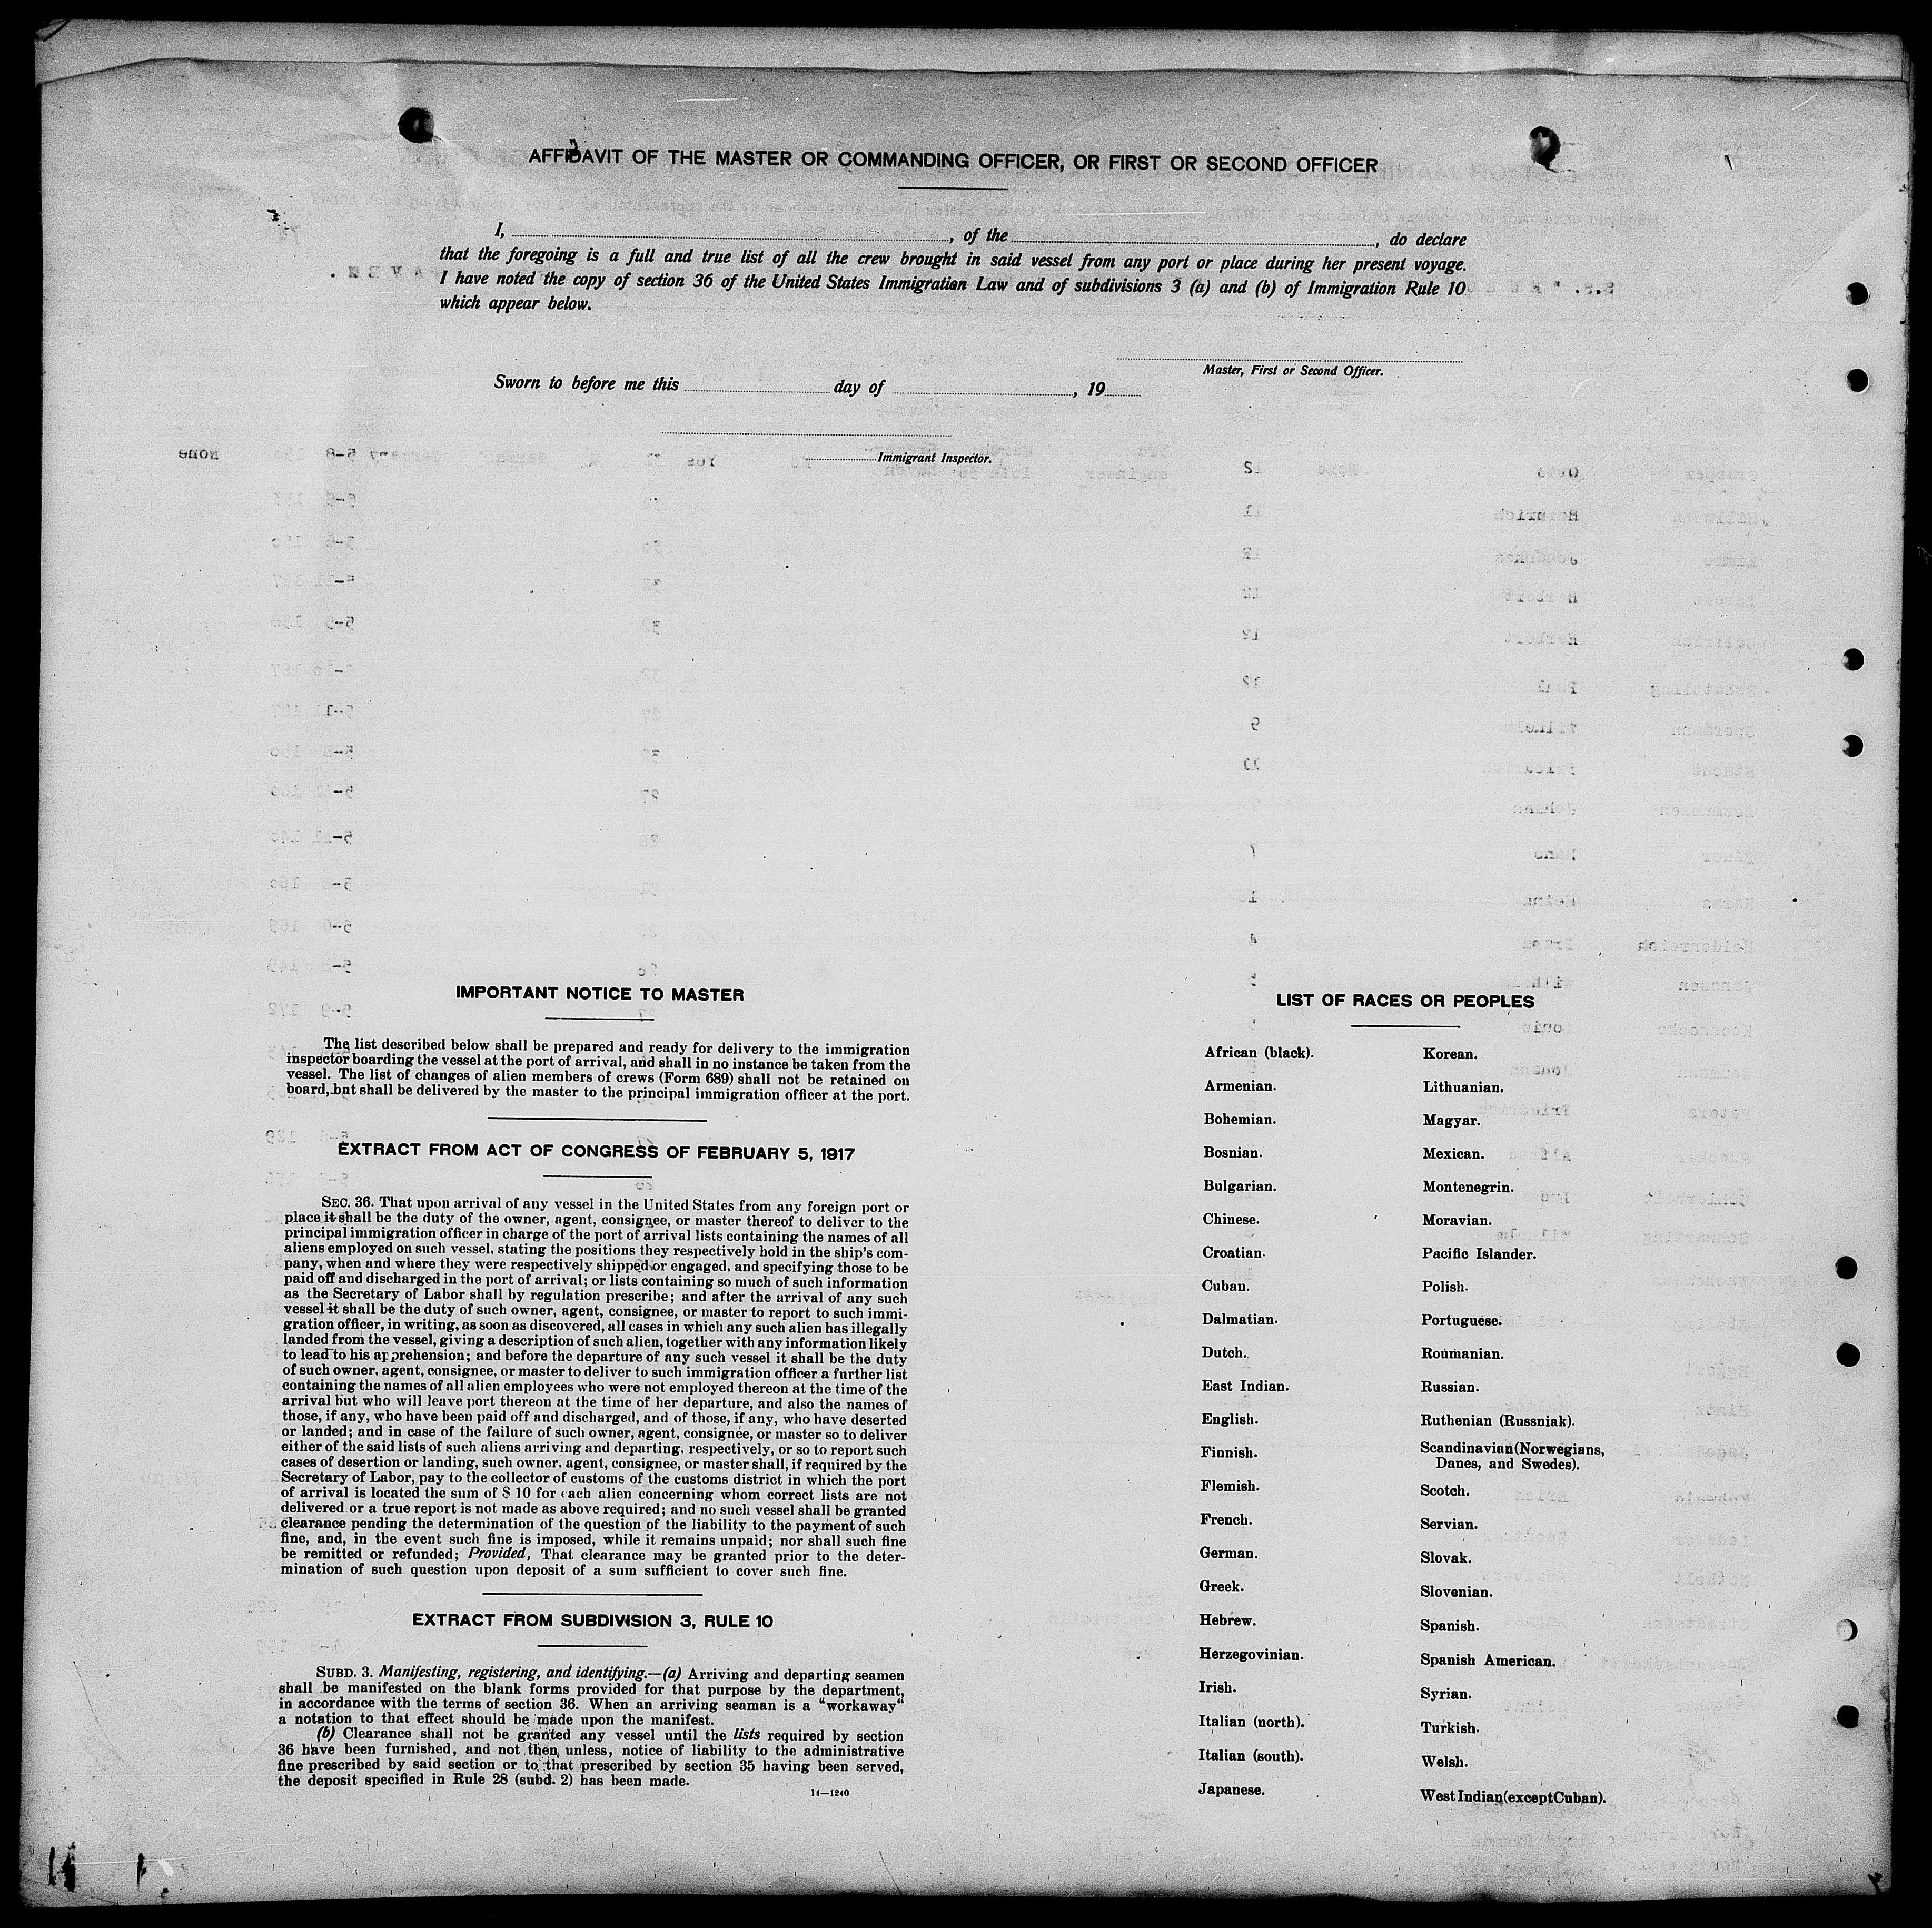 AFFIDAVIT OF THE MASTER OR COMMANDING OFFICER, OR FIRST OR SECOND OFFICER
I, , of the , do declare
that the foregoing is a full and true list of all the crew brought in said vessel from any port or place during her present voyage.
I have noted the copy of section 36 of the United States Immigration Law and of subdivisions 3 (a) and (b) of Immigration Rule 10
which appear below.
Master, First or Second Officer.
Sworn to before me this day of , 19
Immigrant Inspector.
IMPORTANT NOTICE TO MASTER
The list described below shall be prepared and ready for delivery to the immigration
inspector boarding the vessel at the port of arrival, and shall in no instance be taken from the
vessel. The list of changes of alien members of crews (Form 689) shall not be retained on
board, but shall be delivered by the master to the principal immigration officer at the port.
EXTRACT FROM ACT OF CONGRESS OF FEBRUARY 5, 1917
SEC. 36. That upon arrival of any vessel in the United States from any foreign port or
place it shall be the duty of the owner, agent, consignee, or master thereof to deliver to the
principal immigration officer in charge of the port of arrival lists containing the names of all
aliens employed on such vessel, stating the positions they respectively hold in the ship's com-
pany, when and where they were respectively shipped or engaged, and specifying those to be
paid off and discharged in the port of arrival; or lists containing so much of such information
as the Secretary of Labor shall by regulation prescribe; and after the arrival of any such
vessel it shall be the duty of such owner, agent, consignee, or master to report to such immi-
gration officer, in writing, as soon as discovered, all cases in which any such alien has illegally
landed from the vessel, giving a description of such alien, together with any information likely
to lead to his apprehension; and before the departure of any such vessel it shall be the duty
of such owner, agent, consignee, or master to deliver to such immigration officer a further list
containing the names of all alien employees who were not employed thereon at the time of the
arrival but who will leave port thereon at the time of her departure, and also the names of
those, if any, who have been paid off and discharged, and of those, if any, who have deserted
or landed; and in case of the failure of such owner, agent, consignee, or master so to deliver
either of the said lists of such aliens arriving and departing, respectively, or so to report such
cases of desertion or landing, such owner, agent, consignee, or master shall, if required by the
Secretary of Labor, pay to the collector of customs of the customs district in which the port
of arrival is located the sum of $ 10 for each alien concerning whom correct lists are not
delivered or a true report is not made as above required; and no such vessel shall be granted
clearance pending the determination of the question of the liability to the payment of such
fine, and, in the event such fine is imposed, while it remains unpaid; nor shall such fine
be remitted or refunded; Provided, That clearance may be granted prior to the deter-
mination of such question upon deposit of a sum sufficient to cover such fine.
EXTRACT FROM SUBDIVISION 3, RULE 10
SUBD. 3. Manifesting, registering, and identifying.—(a) Arriving and departing seamen
shall be manifested on the blank forms provided for that purpose by the department,
in accordance with the terms of section 36. When an arriving seaman is a "workaway"
a notation to that effect should be made upon the manifest.
(b) Clearance shall not be granted any vessel until the lists required by section
36 have been furnished, and not then, unless, notice of liability to the administrative
fine prescribed by said section or to that prescribed by section 35 having been served,
the deposit specified in Rule 28 (subd. 2) has been made.
14—1240
LIST OF RACES OR PEOPLES
African (black).
Armenian.
Bohemian.
Bosnian.
Bulgarian.
Chinese.
Croatian.
Cuban.
Dalmatian.
Dutch.
East Indian.
English.
Finnish.
Flemish.
French.
German.
Greek.
Hebrew.
Herzegovinian.
Irish.
Italian (north).
Italian (south).
Japanese.
Korean.
Lithuanian.
Magyar.
Mexican.
Montenegrin.
Moravian.
Pacific Islander.
Polish.
Portuguese.
Roumanian.
Russian.
Ruthenian (Russniak).
Scandinavian(Norwegians,
Danes, and Swedes).
Scotch.
Servian.
Slovak.
Slovenian.
Spanish.
Spanish American.
Syrian.
Turkish.
Welsh.
West Indian(except Cuban).